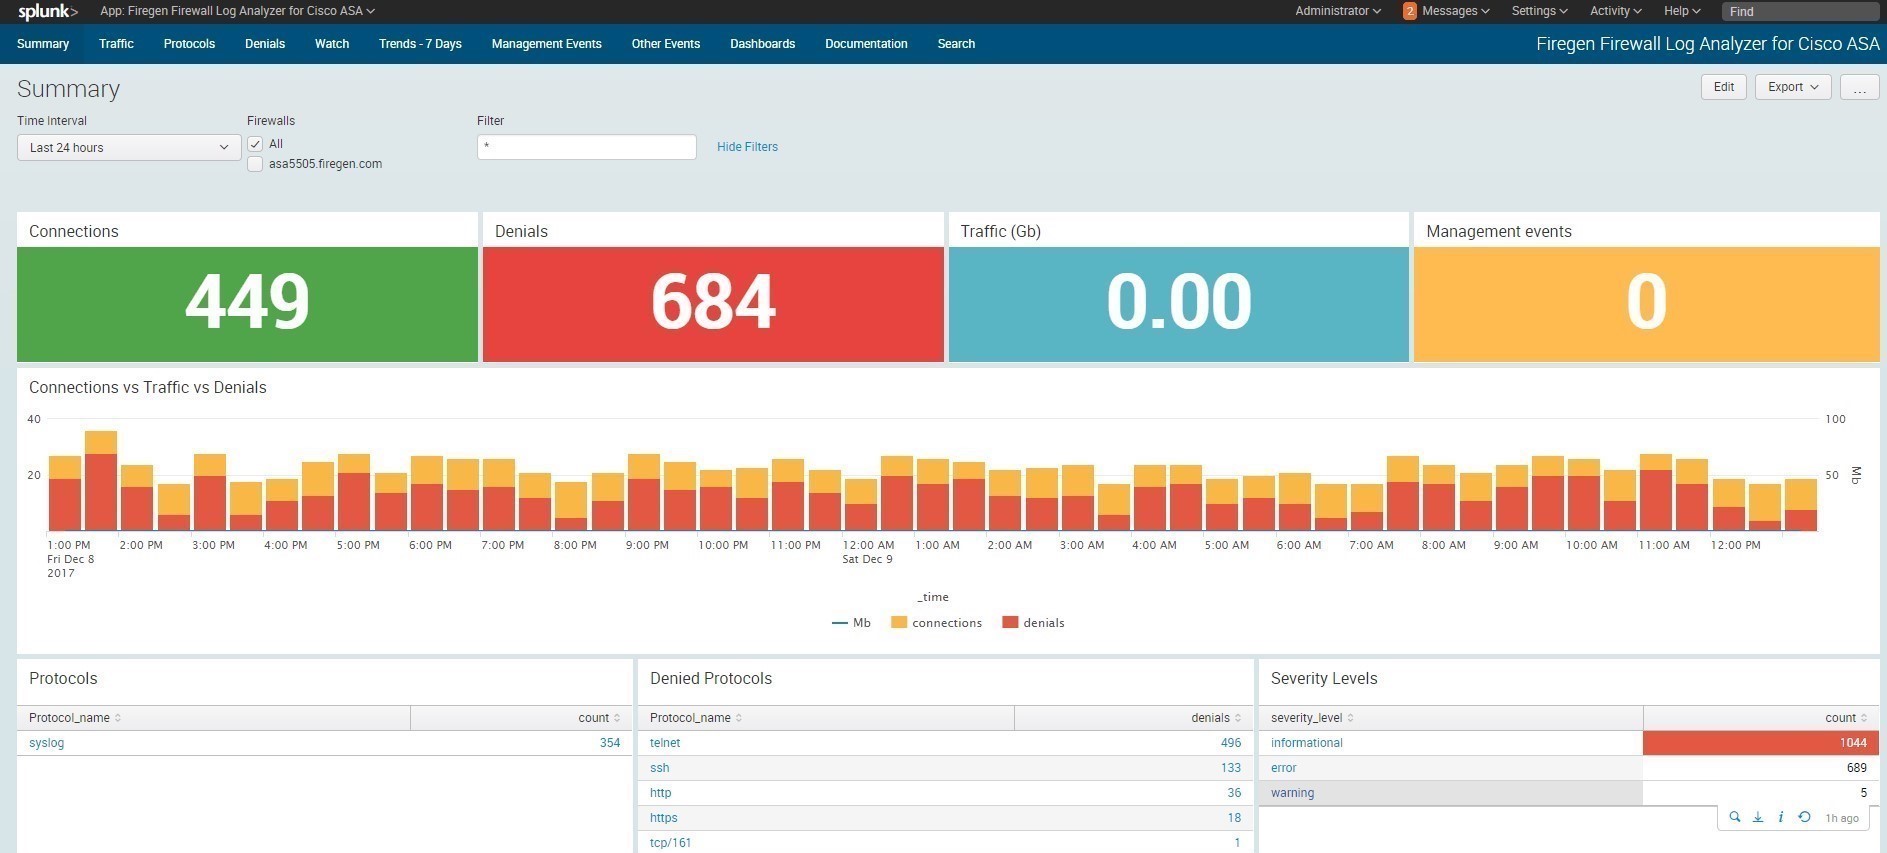 splunk> App: Firegen Firewall Log Analyzer for Cisco ASA Administrator 2 Messages Settings Activity Help Find
Summary Traffic Protocols Denials Watch Trends - 7 Days Management Events Other Events Dashboards Documentation Search Firegen Firewall Log Analyzer for Cisco ASA
Summary Edit Export ...
Time Interval Firewalls Filter
Last 24 hours All * Hide Filters
asa5505.firegen.com
Connections Denials Traffic (Gb) Management events
449 684 0.00 0
Connections vs Traffic vs Denials
40 100
20 50 Mb
1:00 PM 2:00 PM 3:00 PM 4:00 PM 5:00 PM 6:00 PM 7:00 PM 8:00 PM 9:00 PM 10:00 PM 11:00 PM 12:00 AM 1:00 AM 2:00 AM 3:00 AM 4:00 AM 5:00 AM 6:00 AM 7:00 AM 8:00 AM 9:00 AM 10:00 AM 11:00 AM 12:00 PM
Fri Dec 8 Sat Dec 9
2017
_time
Mb connections denials
Protocols Denied Protocols Severity Levels
Protocol_name count Protocol_name denials severity_level count
syslog 354 telnet 496 informational 1044
ssh 133 error 689
http 36 warning 5
https 18 i 1h ago
tcp/161 1